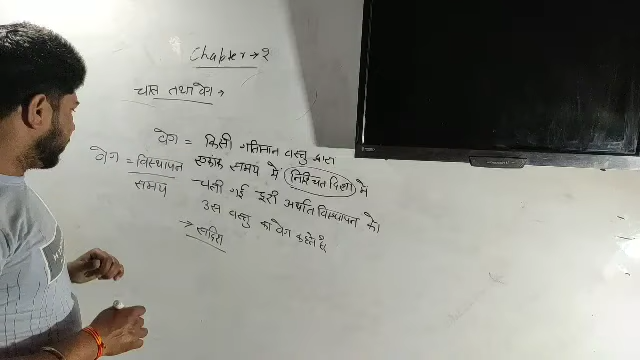 Chapter → 2
चाल तथा वेग →
वेग = किसी गतिमान वस्तु द्वारा
एकांक समय में निश्चित दिशा में
चली गई दूरी अर्थात विस्थापन को
उस वस्तु का वेग कहते है
→ सदिश
वेग = विस्थापन
समय